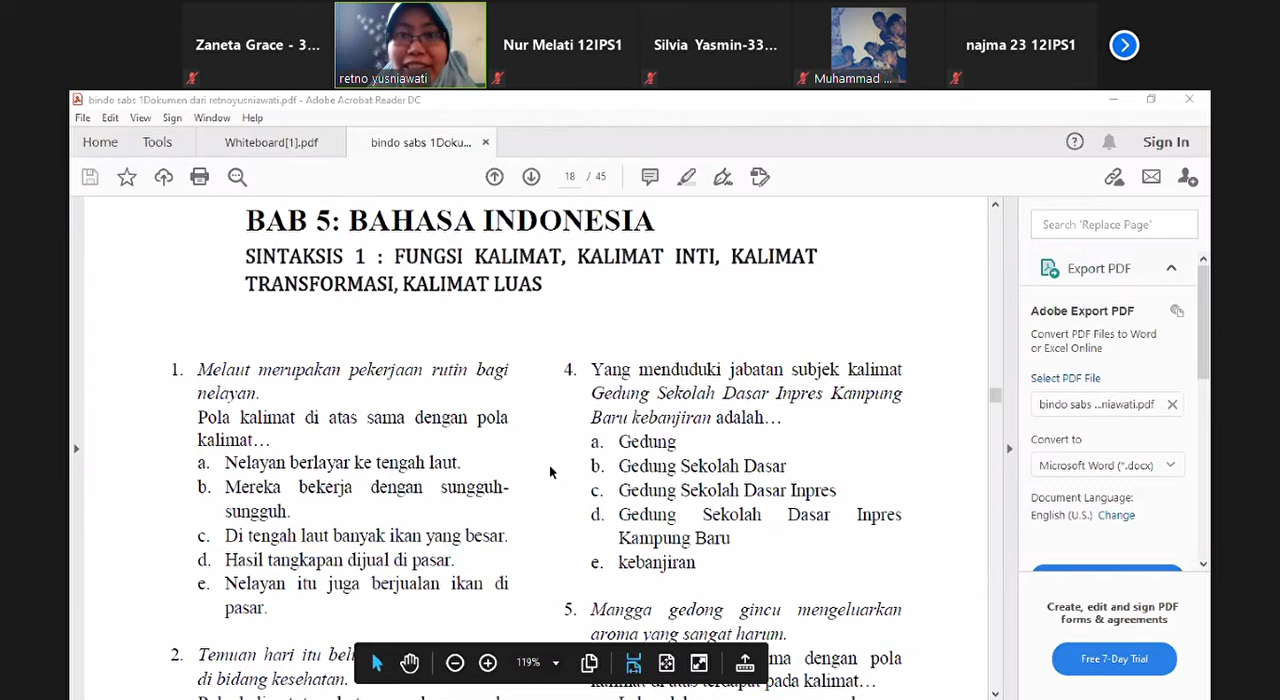 Zaneta Grace - 3...
retno yusniawati
Nur Melati 12IPS1
Silvia Yasmin-33...
Muhammad ...
najma 23 12IPS1
bindo sabs 1Dokumen dari retnoyusniawati.pdf - Adobe Acrobat Reader DC
File Edit View Sign Window Help
Home Tools Whiteboard[1].pdf bindo sabs 1Doku... × Sign In
18 / 45
BAB 5: BAHASA INDONESIA
SINTAKSIS 1 : FUNGSI KALIMAT, KALIMAT INTI, KALIMAT
TRANSFORMASI, KALIMAT LUAS
1. Melaut merupakan pekerjaan rutin bagi
nelayan.
Pola kalimat di atas sama dengan pola
kalimat…
a. Nelayan berlayar ke tengah laut.
b. Mereka bekerja dengan sungguh-
sungguh.
c. Di tengah laut banyak ikan yang besar.
d. Hasil tangkapan dijual di pasar.
e. Nelayan itu juga berjualan ikan di
pasar.
2. Temuan hari itu
di bidang kesehatan.
4. Yang menduduki jabatan subjek kalimat
Gedung Sekolah Dasar Inpres Kampung
Baru kebanjiran adalah…
a. Gedung
b. Gedung Sekolah Dasar
c. Gedung Sekolah Dasar Inpres
d. Gedung Sekolah Dasar Inpres
Kampung Baru
e. kebanjiran
5. Mangga gedong gincu mengeluarkan
aroma yang sangat harum.
dengan pola
pada kalimat…
119%
Search 'Replace Page'
Export PDF
Adobe Export PDF
Convert PDF Files to Word
or Excel Online
Select PDF File
bindo sabs ...niawati.pdf
Convert to
Microsoft Word (*.docx)
Document Language:
English (U.S.) Change
Create, edit and sign PDF
forms & agreements
Free 7-Day Trial